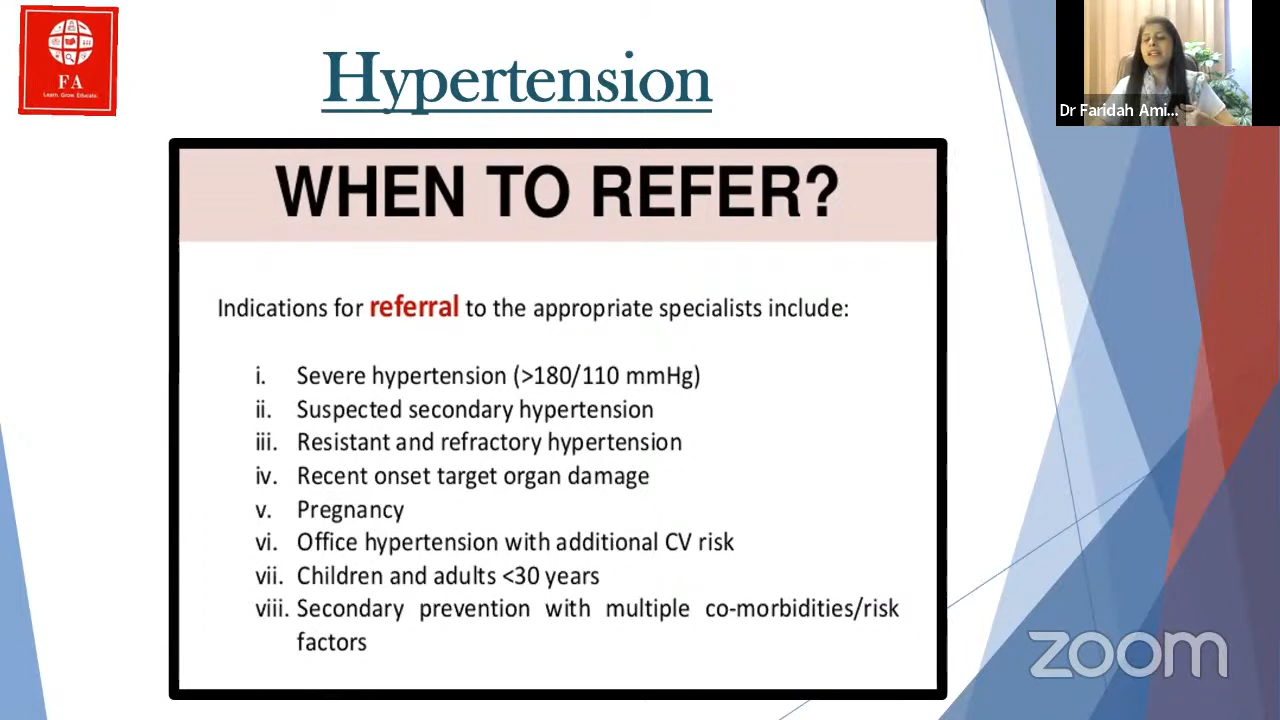 FA
Learn. Grow. Educate.
Hypertension
Dr Faridah Ami...
WHEN TO REFER?
Indications for referral to the appropriate specialists include:
i. Severe hypertension (>180/110 mmHg)
ii. Suspected secondary hypertension
iii. Resistant and refractory hypertension
iv. Recent onset target organ damage
v. Pregnancy
vi. Office hypertension with additional CV risk
vii. Children and adults <30 years
viii. Secondary prevention with multiple co-morbidities/risk
factors
zoom